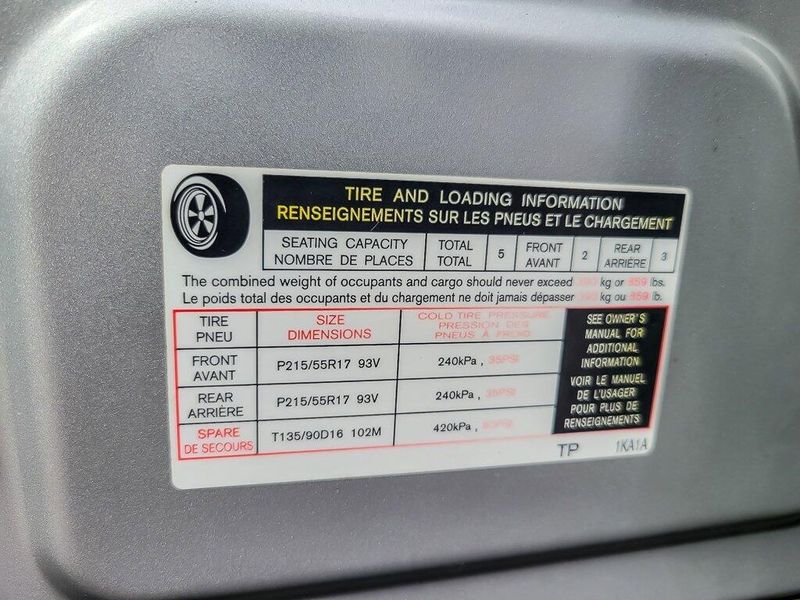 TIRE AND LOADING INFORMATION
RENSEIGNEMENTS SUR LES PNEUS ET LE CHARGEMENT
SEATING CAPACITY TOTAL 5 FRONT 2 REAR 3
NOMBRE DE PLACES TOTAL AVANT ARRIÈRE
The combined weight of occupants and cargo should never exceed 390 kg or 859 lbs.
Le poids total des occupants et du chargement ne doit jamais dépasser 390 kg ou 859 lb.
TIRE SIZE COLD TIRE PRESSURE
PNEU DIMENSIONS PRESSION DES
PNEUS A FROID
FRONT
AVANT P215/55R17 93V 240kPa , 35PSI
REAR
ARRIÈRE P215/55R17 93V 240kPa , 35PSI
SPARE
DE SECOURS T135/90D16 102M 420kPa , 60PSI
SEE OWNER'S
MANUAL FOR
ADDITIONAL
INFORMATION
VOIR LE MANUEL
DE L'USAGER
POUR PLUS DE
RENSEIGNEMENTS
TP 1KA1A